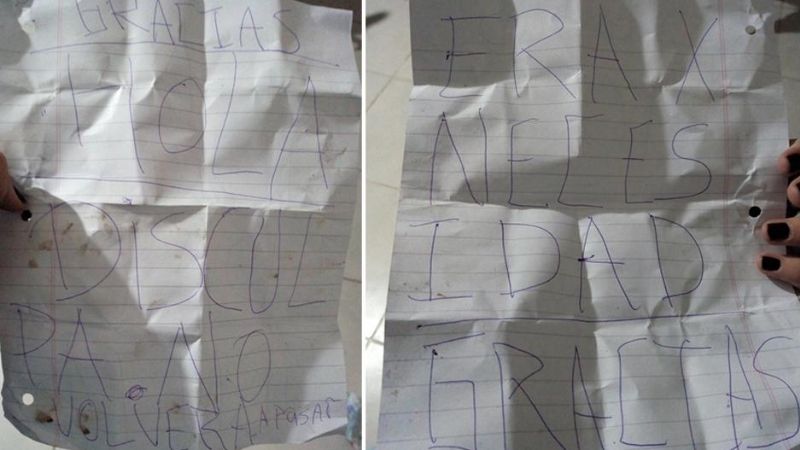 GRACIAS
HOLA
DISCUL
PA. NO
VOLVERA A PASAR
ERA X
NECES
IDAD
GRACIAS